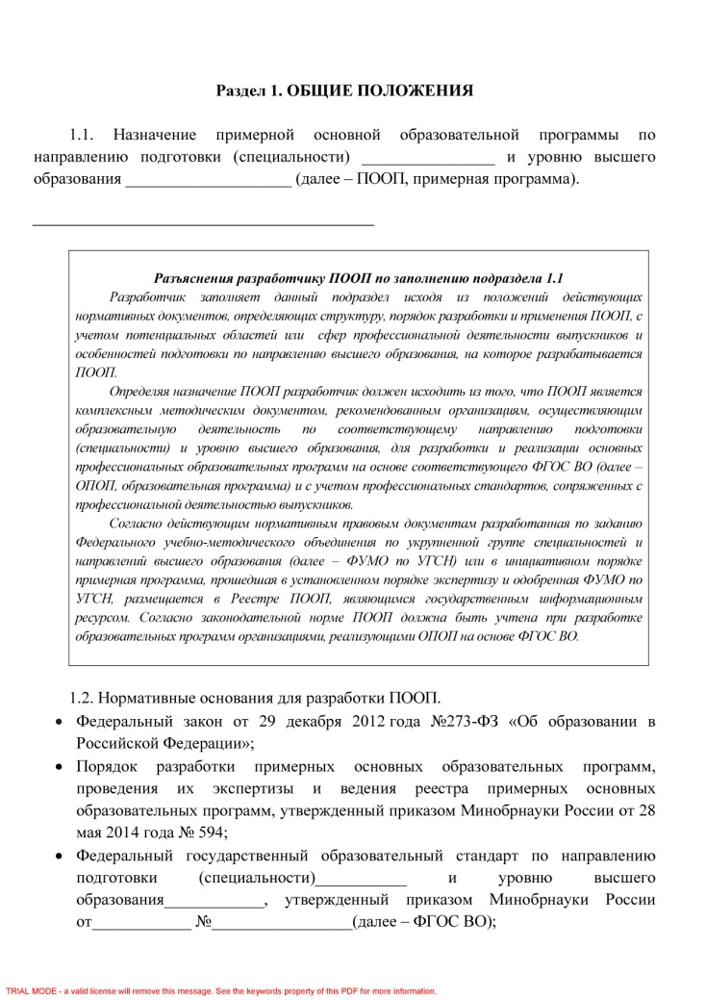 Раздел 1. ОБЩИЕ ПОЛОЖЕНИЯ
1.1. Назначение примерной основной образовательной программы по
направлению подготовки (специальности) ________________ и уровню высшего
образования ____________________ (далее – ПООП, примерная программа).
_________________________________________
Разъяснения разработчику ПООП по заполнению подраздела 1.1
Разработчик заполняет данный подраздел исходя из положений действующих
нормативных документов, определяющих структуру, порядок разработки и применения ПООП, с
учетом потенциальных областей или сфер профессиональной деятельности выпускников и
особенностей подготовки по направлению высшего образования, на которое разрабатывается
ПООП.
Определяя назначение ПООП разработчик должен исходить из того, что ПООП является
комплексным методическим документом, рекомендованным организациям, осуществляющим
образовательную деятельность по соответствующему направлению подготовки
(специальности) и уровню высшего образования, для разработки и реализации основных
профессиональных образовательных программ на основе соответствующего ФГОС ВО (далее –
ОПОП, образовательная программа) и с учетом профессиональных стандартов, сопряженных с
профессиональной деятельностью выпускников.
Согласно действующим нормативным правовым документам разработанная по заданию
Федерального учебно-методического объединения по укрупненной группе специальностей и
направлений высшего образования (далее – ФУМО по УГСН) или в инициативном порядке
примерная программа, прошедшая в установленном порядке экспертизу и одобренная ФУМО по
УГСН, размещается в Реестре ПООП, являющимся государственным информационным
ресурсом. Согласно законодательной норме ПООП должна быть учтена при разработке
образовательных программ организациями, реализующими ОПОП на основе ФГОС ВО.
1.2. Нормативные основания для разработки ПООП.
• Федеральный закон от 29 декабря 2012 года №273-ФЗ «Об образовании в
Российской Федерации»;
• Порядок разработки примерных основных образовательных программ,
проведения их экспертизы и ведения реестра примерных основных
образовательных программ, утвержденный приказом Минобрнауки России от 28
мая 2014 года № 594;
• Федеральный государственный образовательный стандарт по направлению
подготовки (специальности)___________ и уровню высшего
образования____________, утвержденный приказом Минобрнауки России
от____________ №_________________(далее – ФГОС ВО);
TRIAL MODE - a valid license will remove this message. See the keywords property of this PDF for more information.